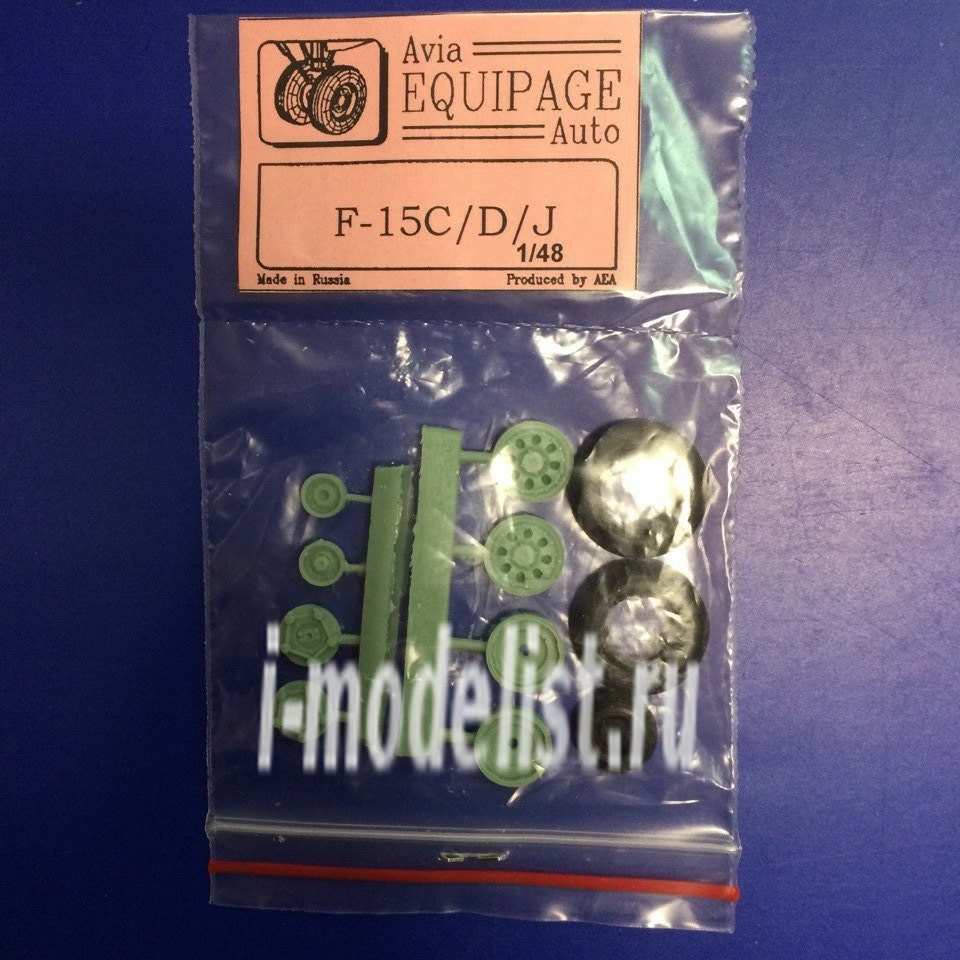 Avia
EQUIPAGE
Auto
F-15C/D/J
1/48
Made in Russia
Produced by AEA
i-modelist.ru